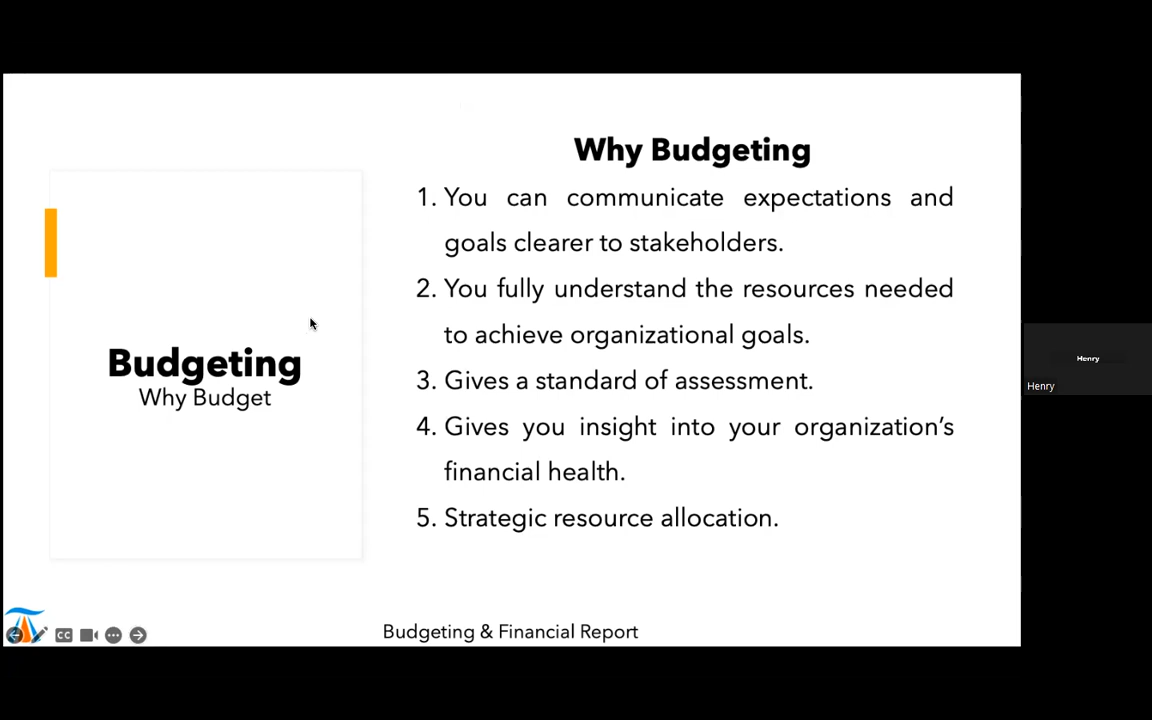 Why Budgeting
1. You can communicate expectations and
goals clearer to stakeholders.
2. You fully understand the resources needed
to achieve organizational goals.
3. Gives a standard of assessment.
4. Gives you insight into your organization's
financial health.
5. Strategic resource allocation.
Budgeting
Why Budget
Budgeting & Financial Report
CC
Henry
Henry